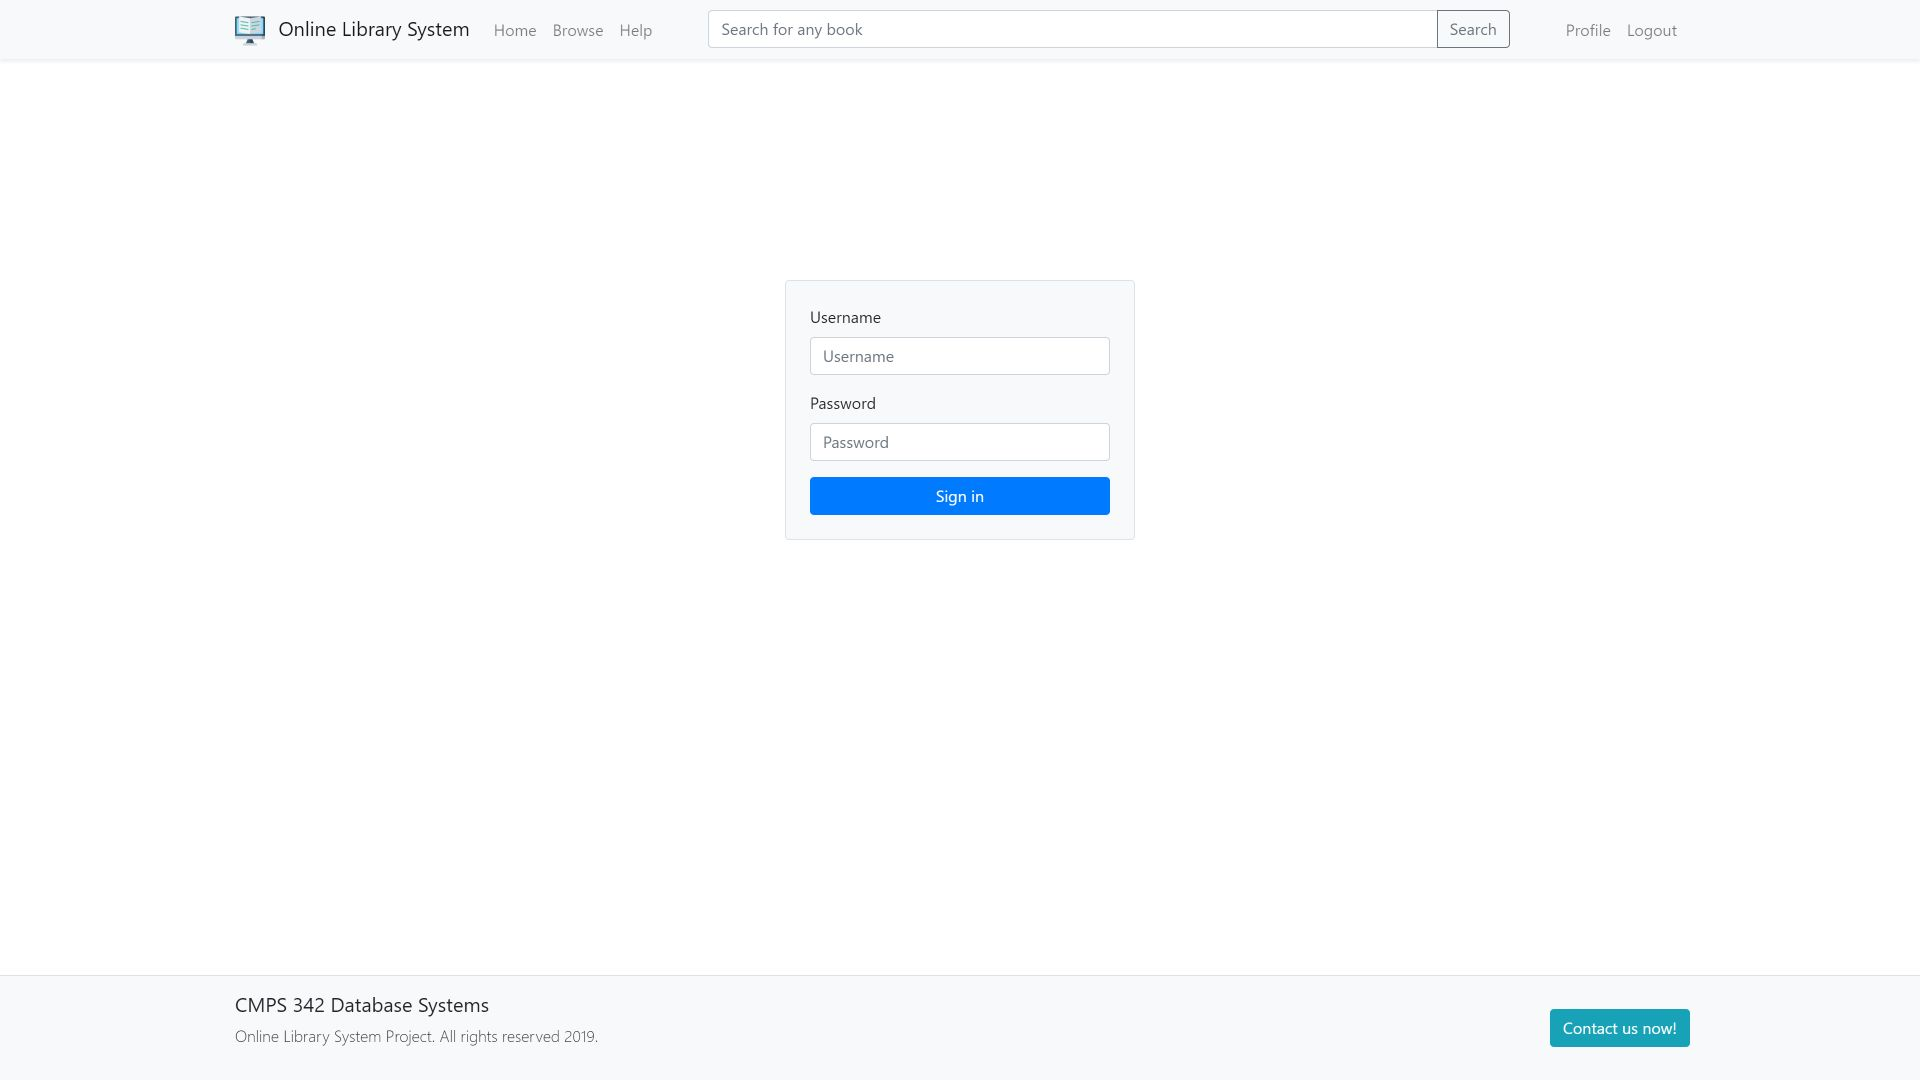 Online Library System Home Browse Help Search for any book Search Profile Logout
Username
Username
Password
Password
Sign in
CMPS 342 Database Systems
Online Library System Project. All rights reserved 2019.
Contact us now!